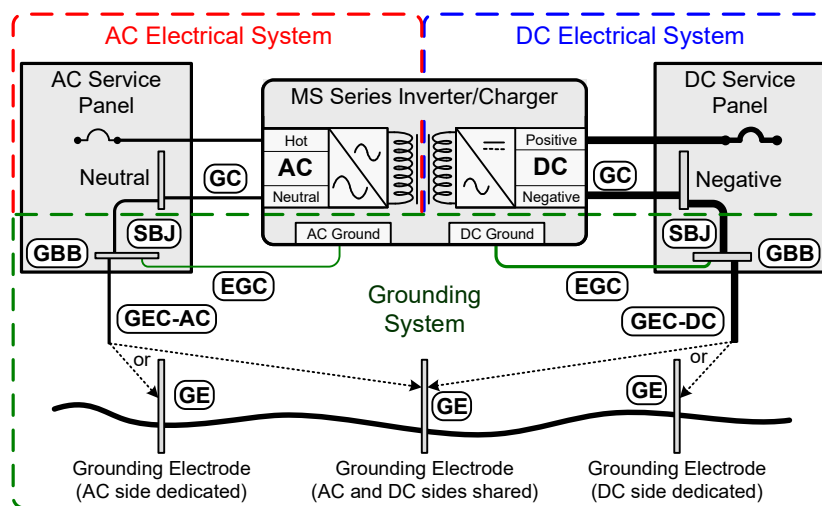 AC Electrical System
DC Electrical System
AC Service
Panel
MS Series Inverter/Charger
DC Service
Panel
Hot
AC
Neutral
Positive
DC
Negative
Neutral
GC
GC
Negative
SBJ
AC Ground
DC Ground
SBJ
GBB
GBB
EGC
EGC
Grounding
System
GEC-AC
GEC-DC
or
or
GE
GE
GE
Grounding Electrode
(AC side dedicated)
Grounding Electrode
(AC and DC sides shared)
Grounding Electrode
(DC side dedicated)